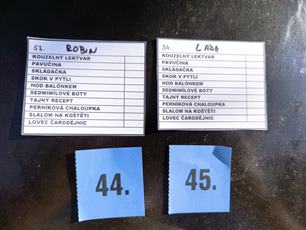 53. ROBIN
KOUZELNÝ LEKTVAR
PAVUČINA
SKLÁDAČKA
SKOK V PYTLI
HOD BALÓNKEM
SEDMIMÍLOVÉ BOTY
TAJNÝ RECEPT
PERNÍKOVÁ CHALOUPKA
SLALOM NA KOŠTĚTI
LOVEC ČARODĚJNIC
54. LADA
KOUZELNÝ LEKTVAR
PAVUČINA
SKLÁDAČKA
SKOK V PYTLI
HOD BALÓNKEM
SEDMIMÍLOVÉ BOTY
TAJNÝ RECEPT
PERNÍKOVÁ CHALOUPKA
SLALOM NA KOŠTĚTI
LOVEC ČARODĚJNIC
44.
45.